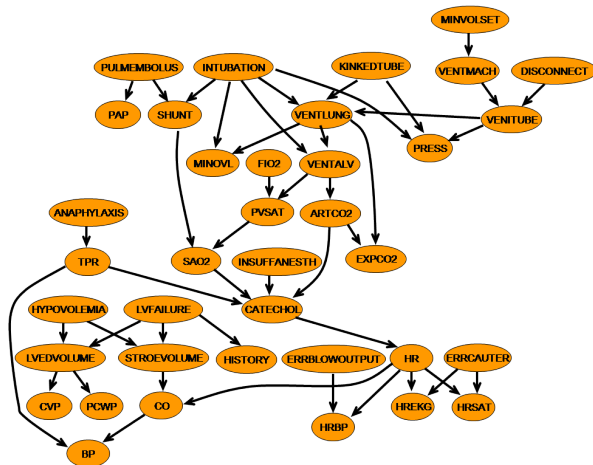 MINVOLSET
PULMEMBOLUS
INTUBATION
KINKEDTUBE
VENTMACH
DISCONNECT
PAP
SHUNT
VENTLUNG
VENITUBE
PRESS
MINOVL
FIO2
VENTALV
ANAPHYLAXIS
PVSAT
ARTCO2
TPR
SAO2
INSUFFANESTH
EXPCO2
HYPOVOLEMIA
LVFAILURE
CATECHOL
LVEDVOLUME
STROEVOLUME
HISTORY
ERRBLOWOUTPUT
HR
ERRCAUTER
CVP
PCWP
CO
HREKG
HRSAT
HRBP
BP